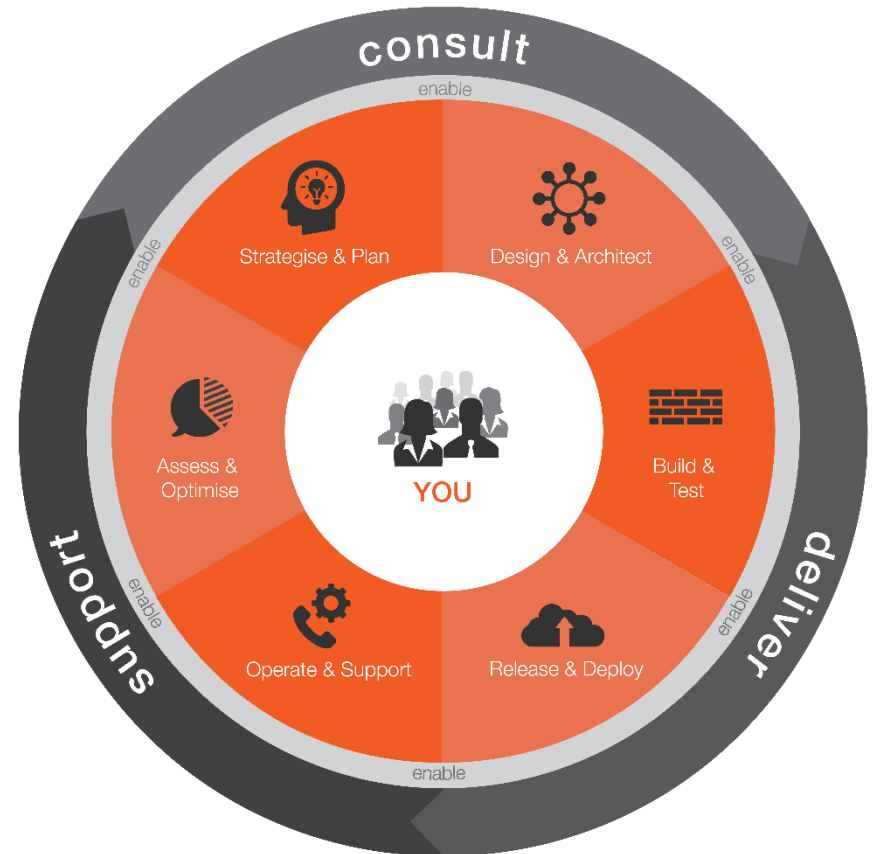 consult
enable
Strategise & Plan
Design & Architect
enable
enable
Assess &
Optimise
YOU
Build &
Test
support
deliver
enable
enable
Operate & Support
Release & Deploy
enable